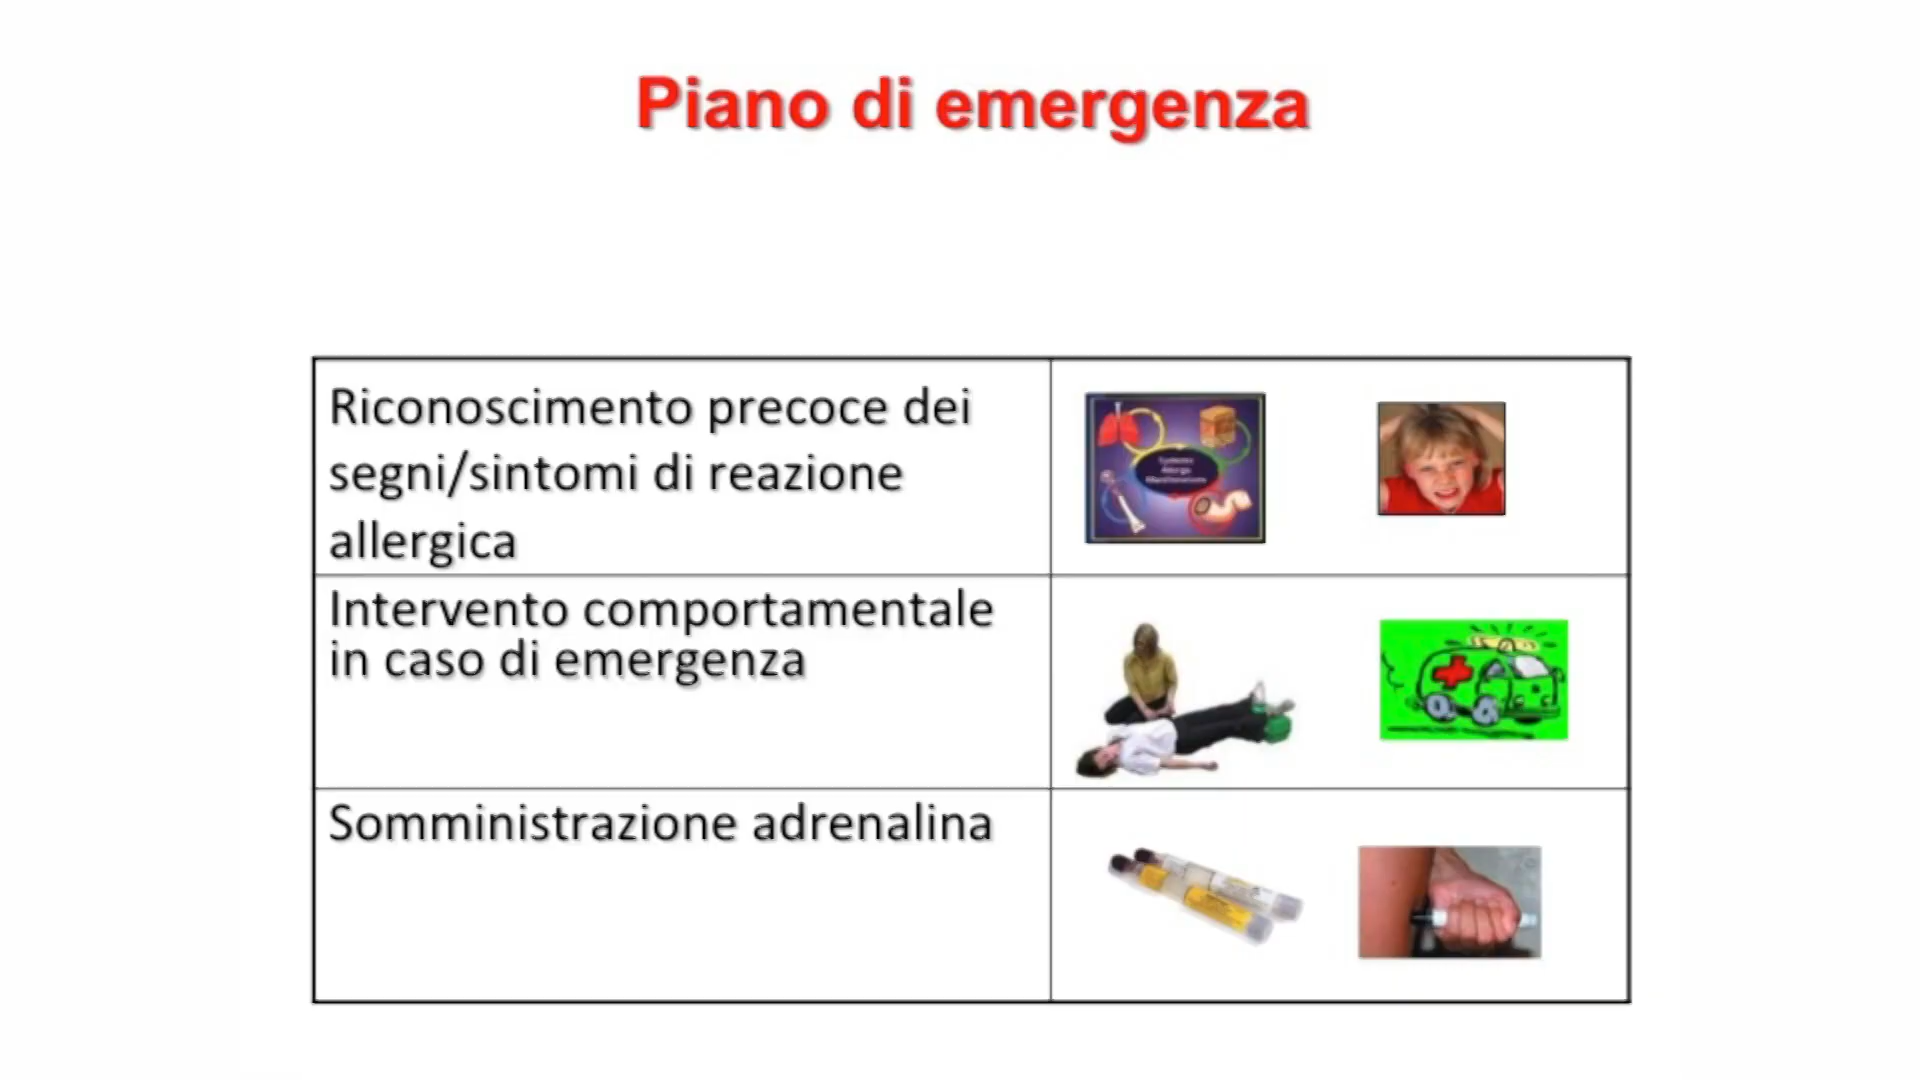 Piano di emergenza
Riconoscimento precoce dei
segni/sintomi di reazione
allergica
Intervento comportamentale
in caso di emergenza
Somministrazione adrenalina